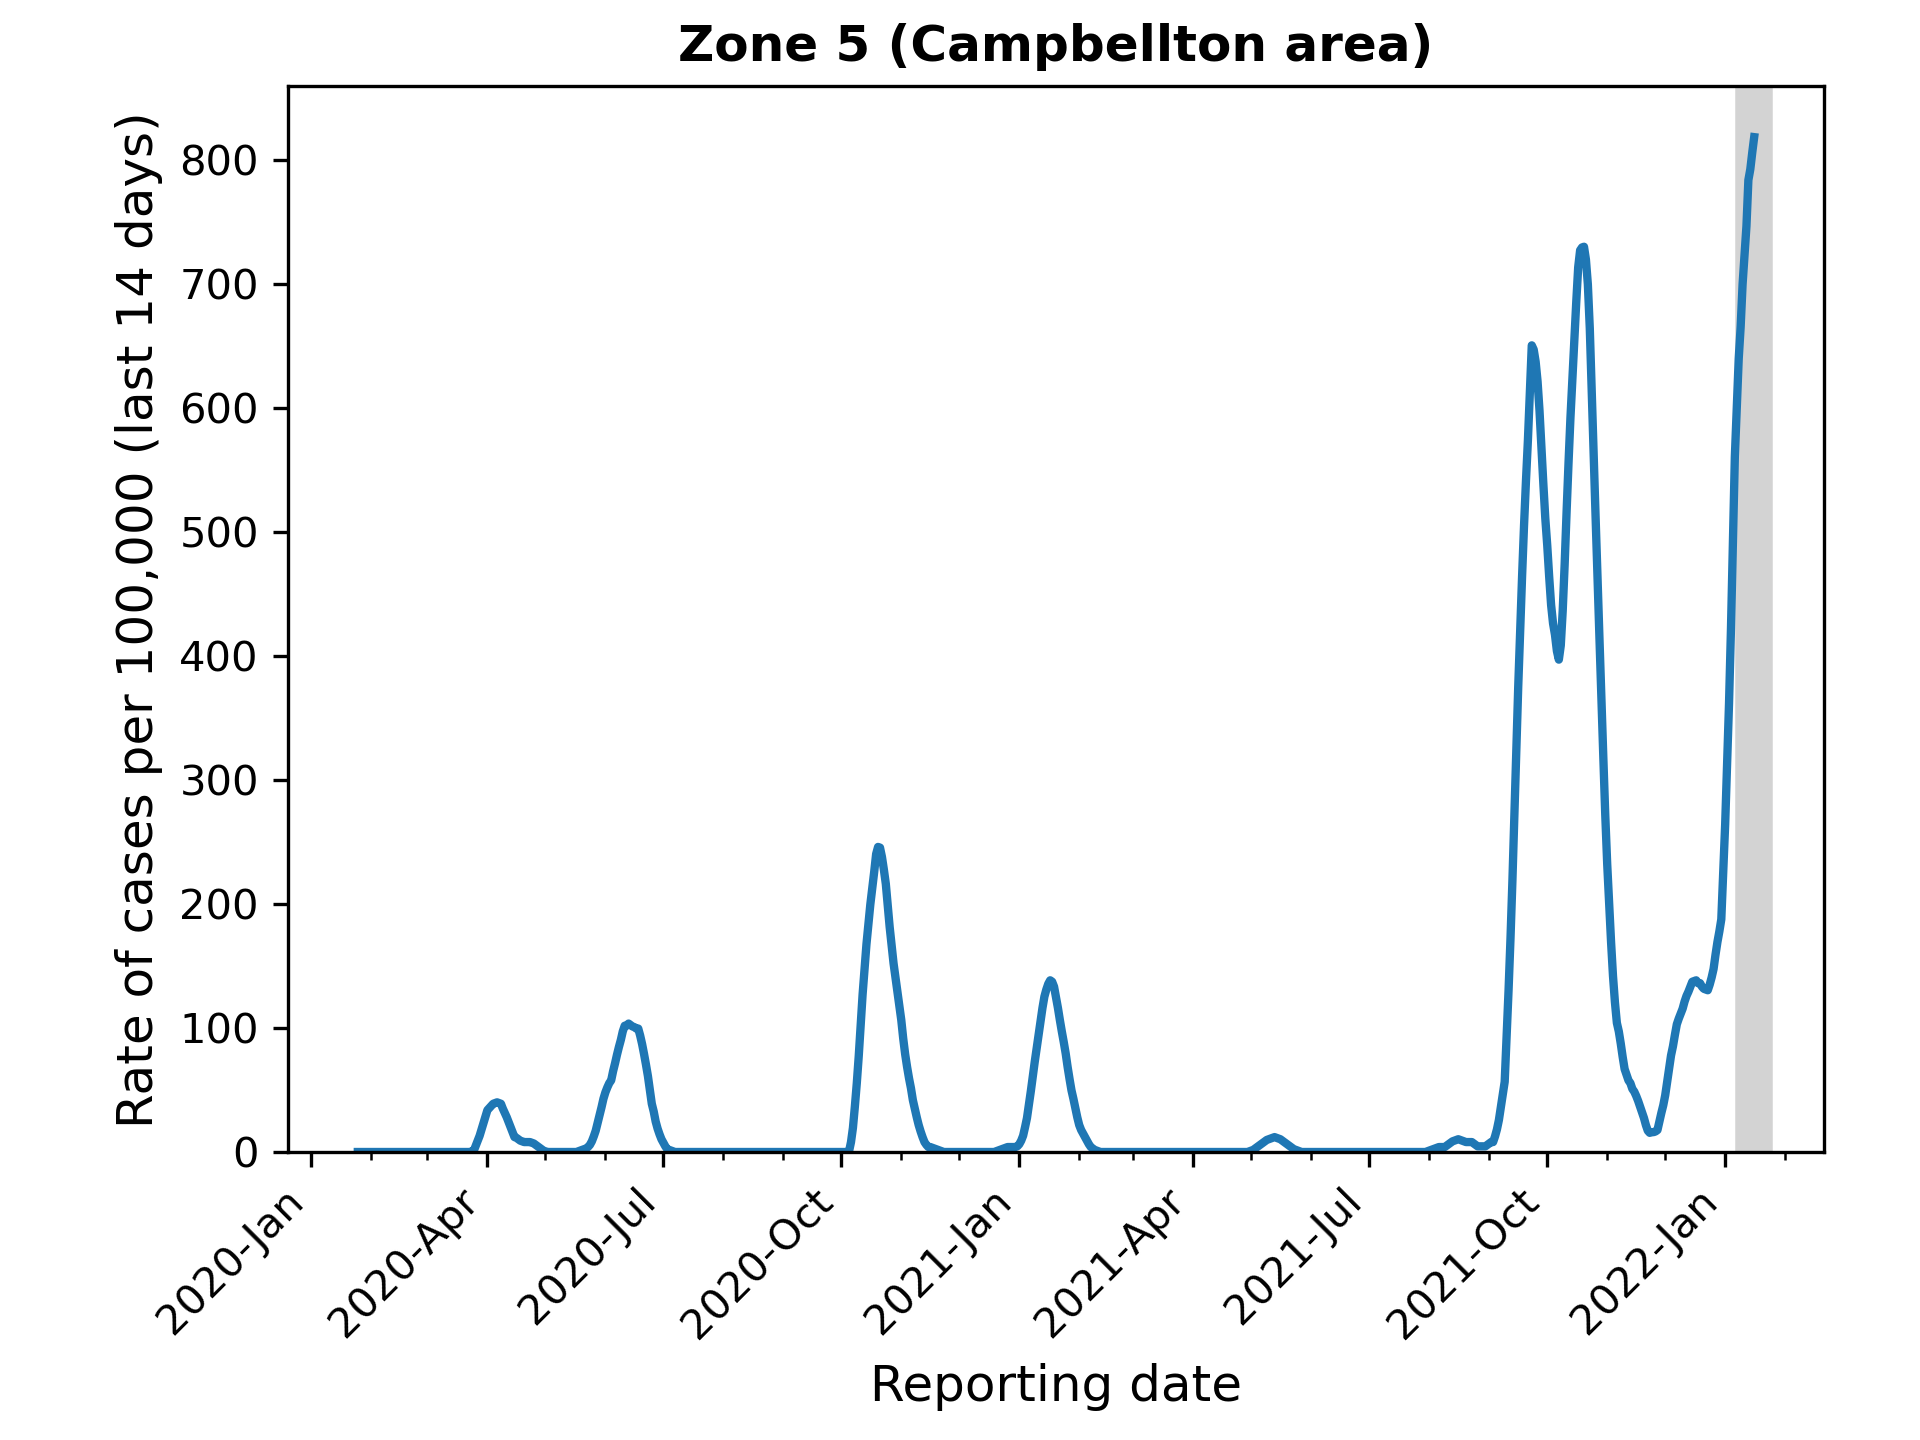 Zone 5 (Campbellton area)
Rate of cases per 100,000 (last 14 days)
800
700
600
500
400
300
200
100
0
2020-Jan
2020-Apr
2020-Jul
2020-Oct
2021-Jan
2021-Apr
2021-Jul
2021-Oct
2022-Jan
Reporting date